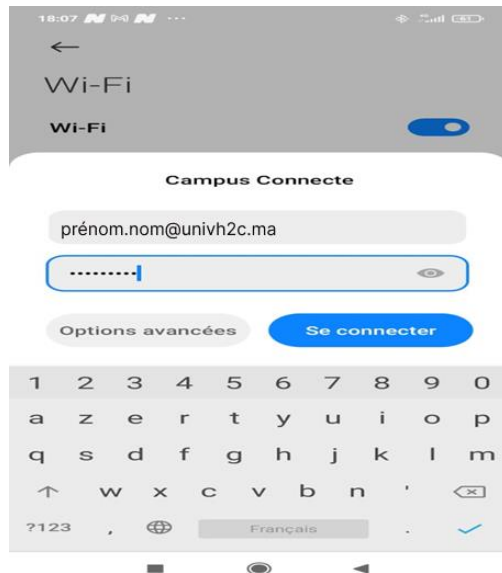 18:07
Wi-Fi
Wi-Fi
Campus Connecte
prénom.nom@univh2c.ma
Options avancées
Se connecter
1 2 3 4 5 6 7 8 9 0
a z e r t y u i o p
q s d f g h j k l m
w x c v b n '
?123 , Français .